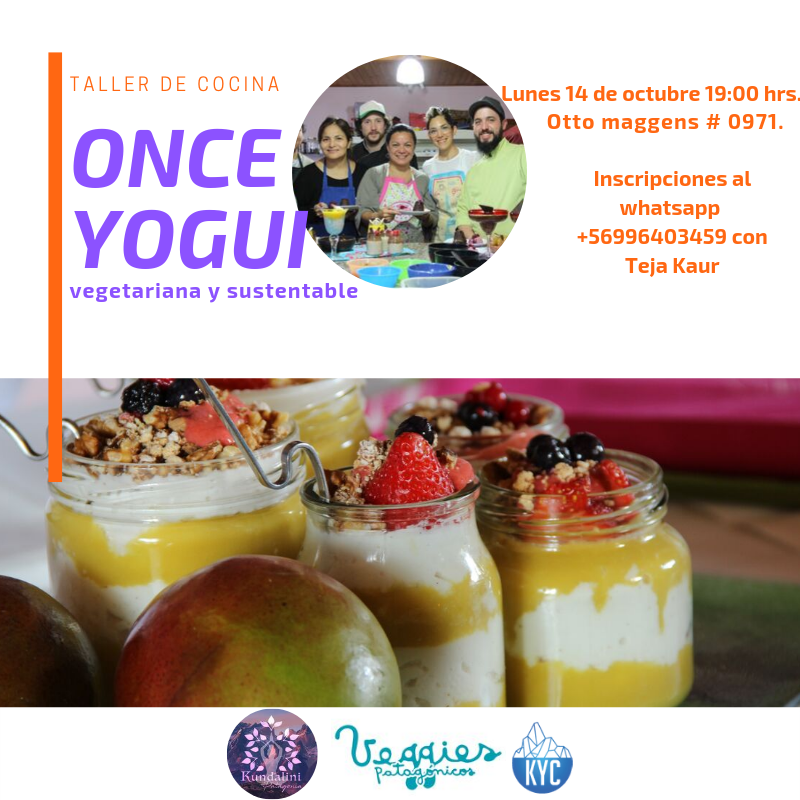 TALLER DE COCINA
ONCE
YOGUI
vegetariana y sustentable
Lunes 14 de octubre 19:00 hrs.
Otto maggens # 0971.
Inscripciones al
whatsapp
+56996403459 con
Teja Kaur
Kundalini
Patagonia
Veggies
Patagónicos
KYC